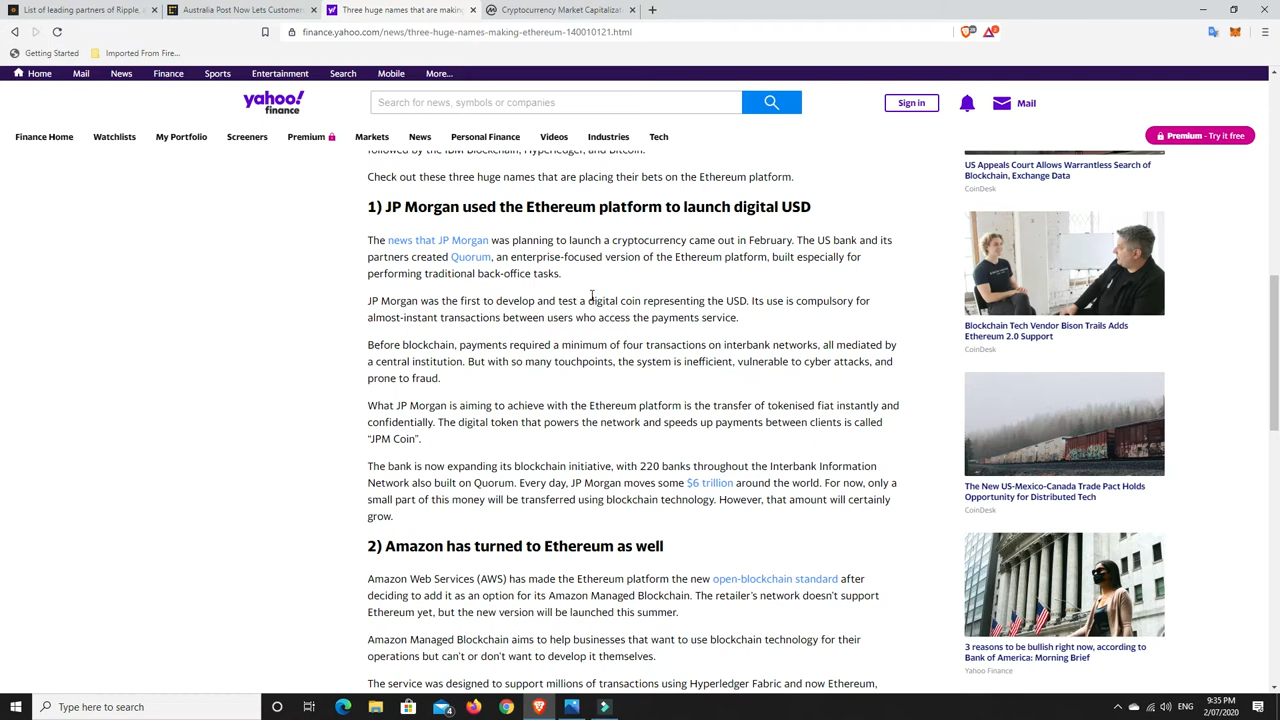 List of leading partners of Ripple,
Australia Post Now Lets Customer
Three huge names that are making
Cryptocurrency Market Capitalizat
finance.yahoo.com/news/three-huge-names-making-ethereum-140010121.html
Getting started
Imported From Fire...
Home
Mail
News
Finance
Sports
Entertainment
Search
Mobile
More...
yahoo!
finance
Search for news, symbols or companies
Sign in
Mail
Finance Home
Watchlists
My Portfolio
Screeners
Premium
Markets
News
Personal Finance
Videos
Industries
Tech
Premium - Try it free
followed by the IBM Blockchain, Hyperledger, and Bitcoin.
Check out these three huge names that are placing their bets on the Ethereum platform.
1) JP Morgan used the Ethereum platform to launch digital USD
The news that JP Morgan was planning to launch a cryptocurrency came out in February. The US bank and its
partners created Quorum, an enterprise-focused version of the Ethereum platform, built especially for
performing traditional back-office tasks.
JP Morgan was the first to develop and test a digital coin representing the USD. Its use is compulsory for
almost-instant transactions between users who access the payments service.
Before blockchain, payments required a minimum of four transactions on interbank networks, all mediated by
a central institution. But with so many touchpoints, the system is inefficient, vulnerable to cyber attacks, and
prone to fraud.
What JP Morgan is aiming to achieve with the Ethereum platform is the transfer of tokenised fiat instantly and
confidentially. The digital token that powers the network and speeds up payments between clients is called
“JPM Coin”.
The bank is now expanding its blockchain initiative, with 220 banks throughout the Interbank Information
Network also built on Quorum. Every day, JP Morgan moves some $6 trillion around the world. For now, only a
small part of this money will be transferred using blockchain technology. However, that amount will certainly
grow.
2) Amazon has turned to Ethereum as well
Amazon Web Services (AWS) has made the Ethereum platform the new open-blockchain standard after
deciding to add it as an option for its Amazon Managed Blockchain. The retailer's network doesn't support
Ethereum yet, but the new version will be launched this summer.
Amazon Managed Blockchain aims to help businesses that want to use blockchain technology for their
operations but can't or don't want to develop it themselves.
The service was designed to support millions of transactions using Hyperledger Fabric and now Ethereum,
US Appeals Court Allows Warrantless Search of
Blockchain, Exchange Data
CoinDesk
Blockchain Tech Vendor Bison Trails Adds
Ethereum 2.0 Support
CoinDesk
The New US-Mexico-Canada Trade Pact Holds
Opportunity for Distributed Tech
CoinDesk
3 reasons to be bullish right now, according to
Bank of America: Morning Brief
Yahoo Finance
Type here to search
ENG
9:35 PM
2/07/2020